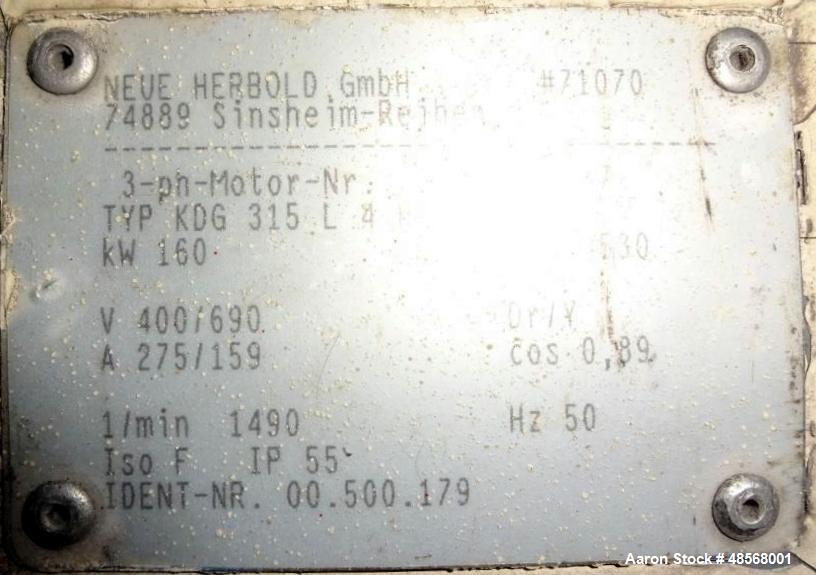 NEUE HERBOLD GmbH #71070
74889 Sinsheim-Reihen
3-ph-Motor-Nr.
TYP KDG 315 L 4
kW 160
V 400/690 Dr/Y
A 275/159 cos 0,89
1/min 1490 Hz 50
Iso F IP 55
IDENT-NR. 00.500.179
Aaron Stock # 48568001